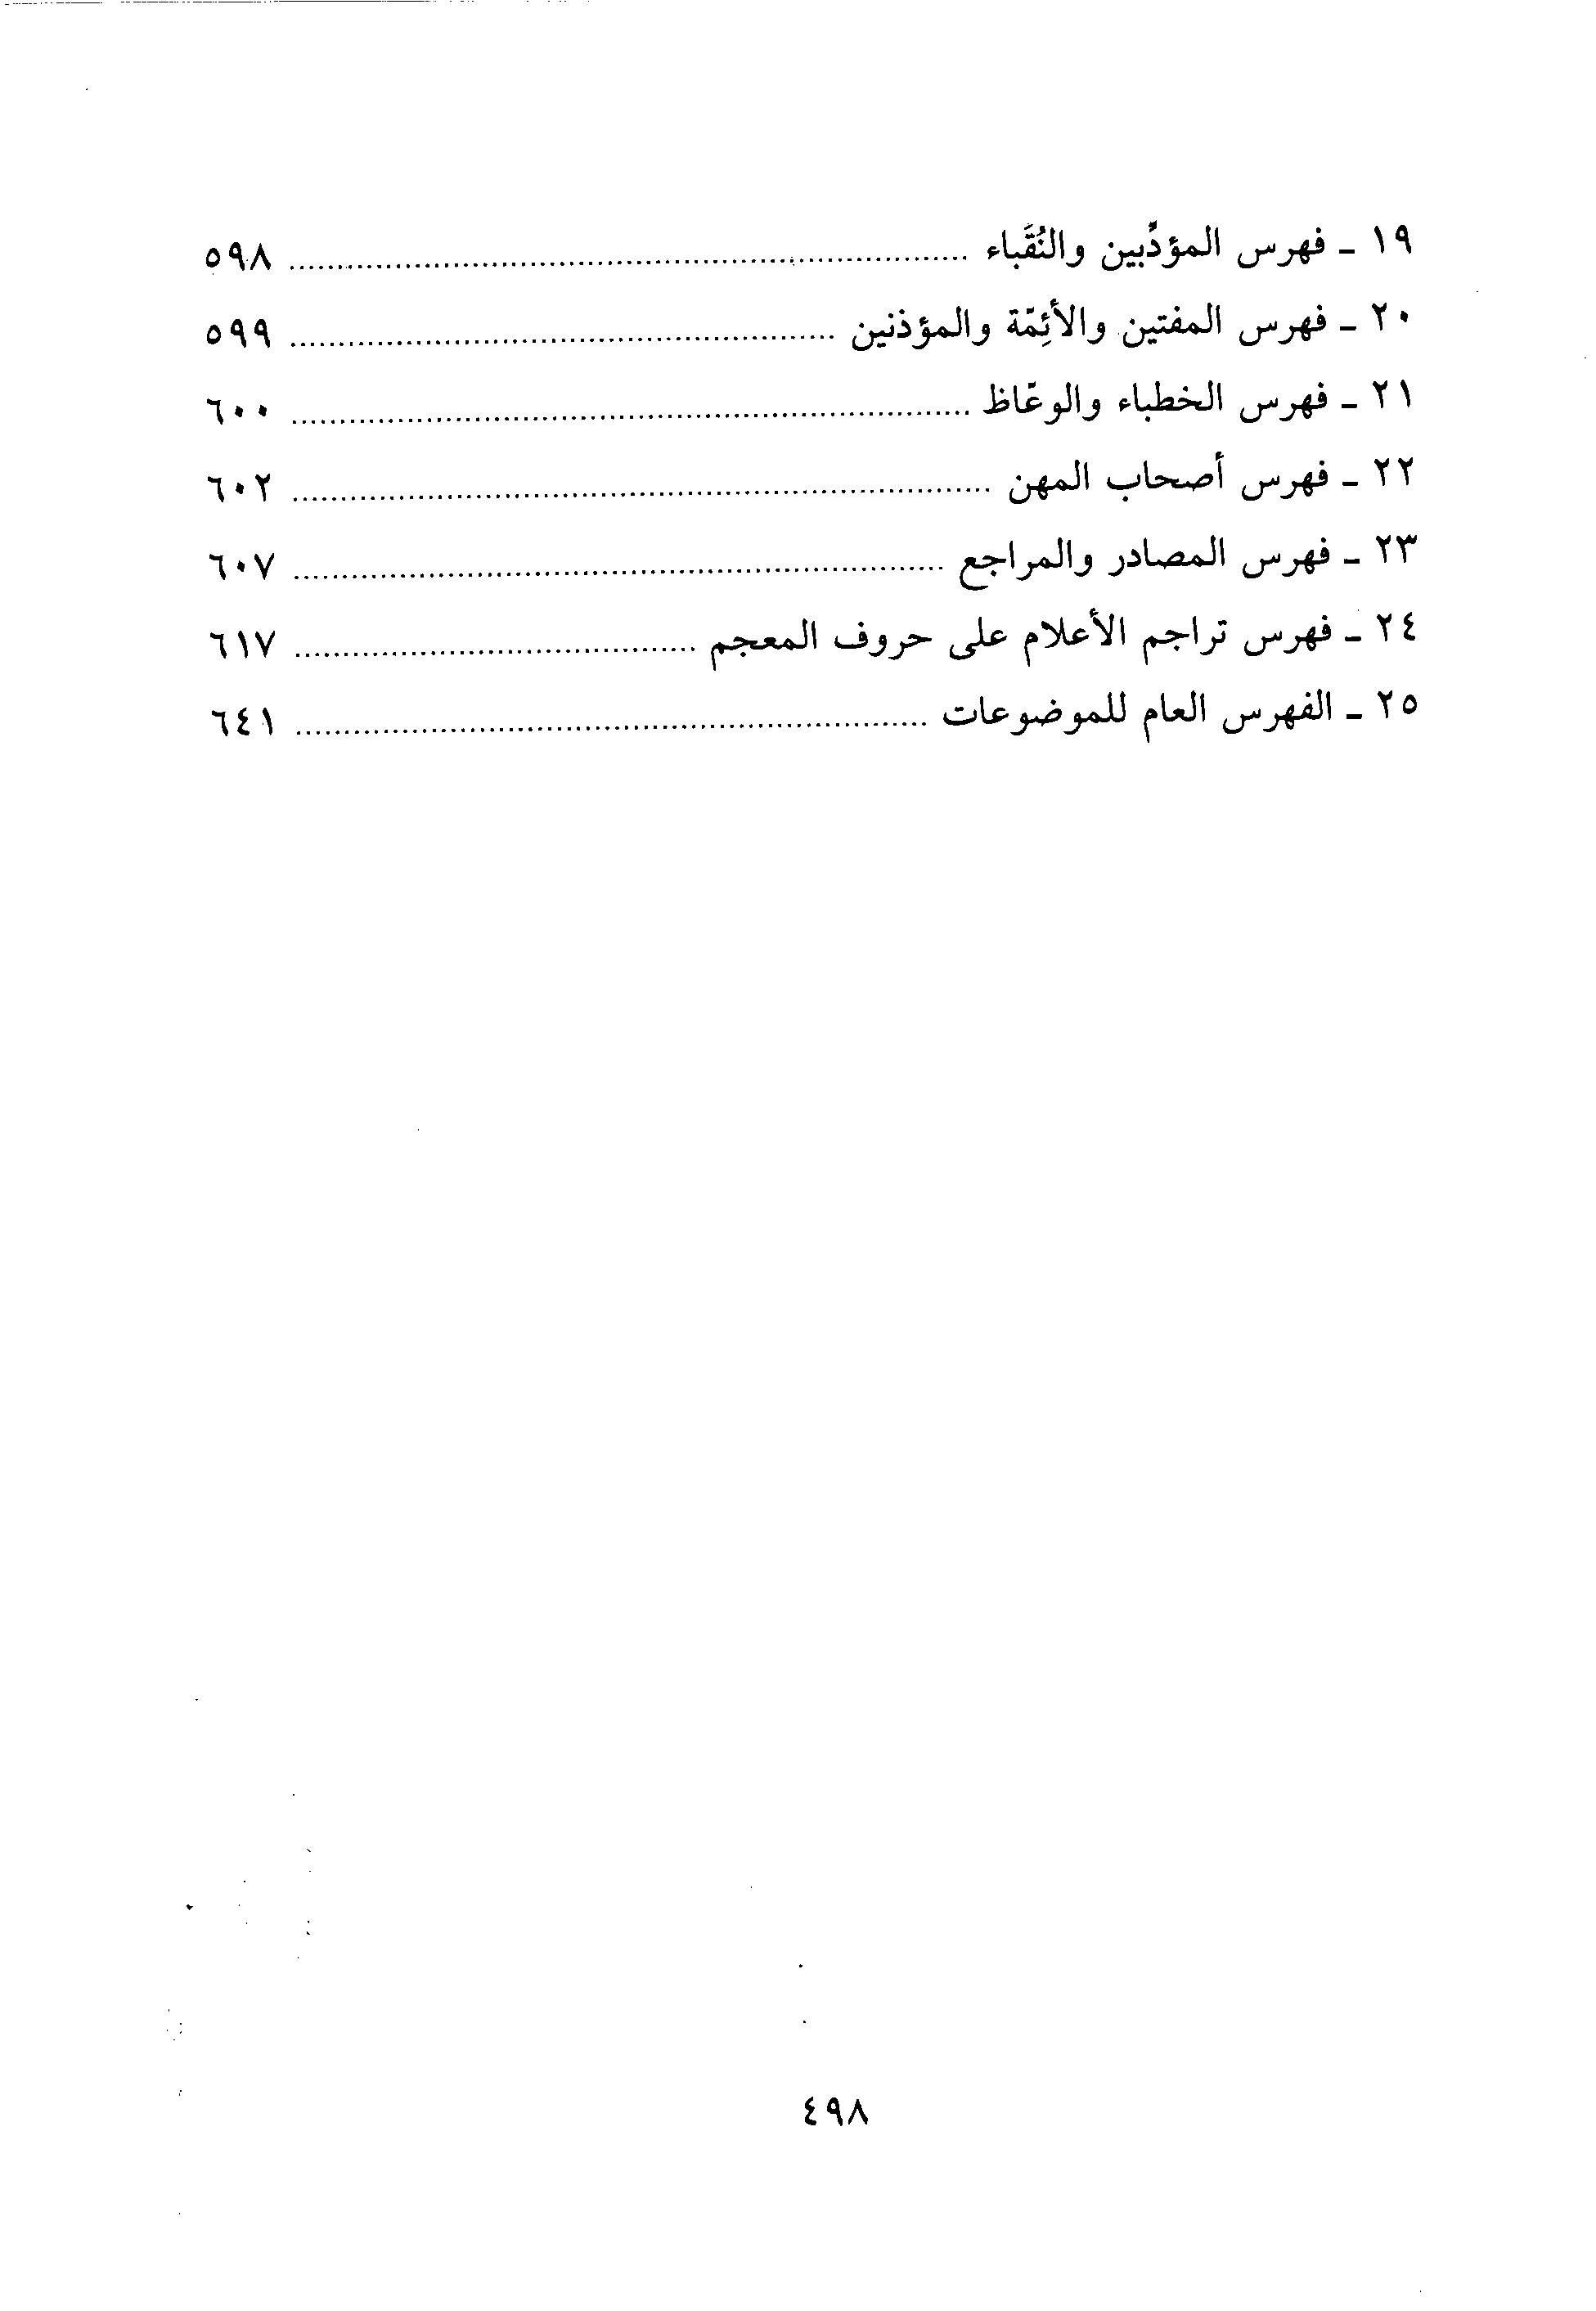 ١٩ ـ فهرس المؤدِّبين والنُقَباء ................ ٥٩٨
٢٠ ـ فهرس المفتين والأئِمّة والمؤذنين ................ ٥٩٩
٢١ ـ فهرس الخطباء والوعّاظ ................ ٦٠٠
٢٢ ـ فهرس أصحاب المهن ................ ٦٠٢
٢٣ ـ فهرس المصادر والمراجع ................ ٦٠٧
٢٤ ـ فهرس تراجم الأعلام على حروف المعجم ................ ٦١٧
٢٥ ـ الفهرس العام للموضوعات ................ ٦٤١
٤٩٨